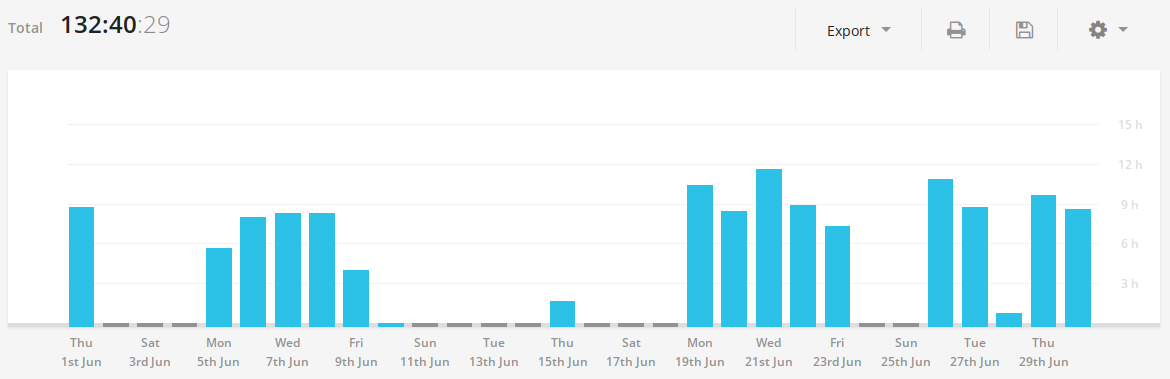 Total 132:40:29 Export
15 h
12 h
9 h
6 h
3 h
Thu Sat Mon Wed Fri Sun Tue Thu Sat Mon Wed Fri Sun Tue Thu
1st Jun 3rd Jun 5th Jun 7th Jun 9th Jun 11th Jun 13th Jun 15th Jun 17th Jun 19th Jun 21st Jun 23rd Jun 25th Jun 27th Jun 29th Jun